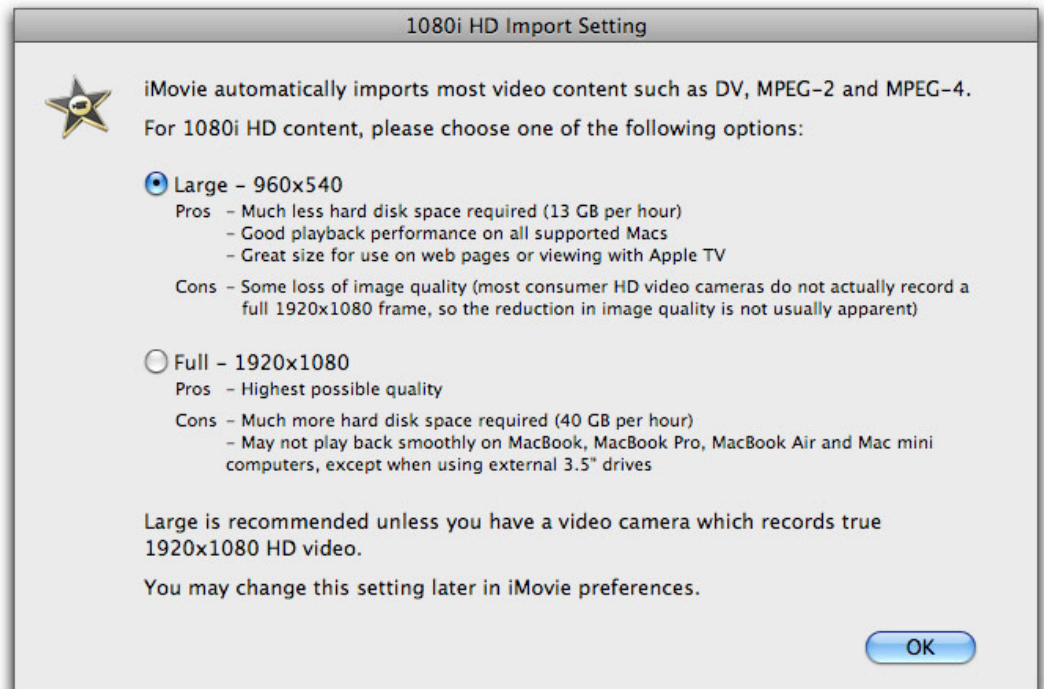 1080i HD Import Setting
iMovie automatically imports most video content such as DV, MPEG-2 and MPEG-4.
For 1080i HD content, please choose one of the following options:
Large – 960x540
Pros – Much less hard disk space required (13 GB per hour)
– Good playback performance on all supported Macs
– Great size for use on web pages or viewing with Apple TV
Cons – Some loss of image quality (most consumer HD video cameras do not actually record a
full 1920x1080 frame, so the reduction in image quality is not usually apparent)
Full – 1920x1080
Pros – Highest possible quality
Cons – Much more hard disk space required (40 GB per hour)
– May not play back smoothly on MacBook, MacBook Pro, MacBook Air and Mac mini
computers, except when using external 3.5" drives
Large is recommended unless you have a video camera which records true
1920x1080 HD video.
You may change this setting later in iMovie preferences.
OK